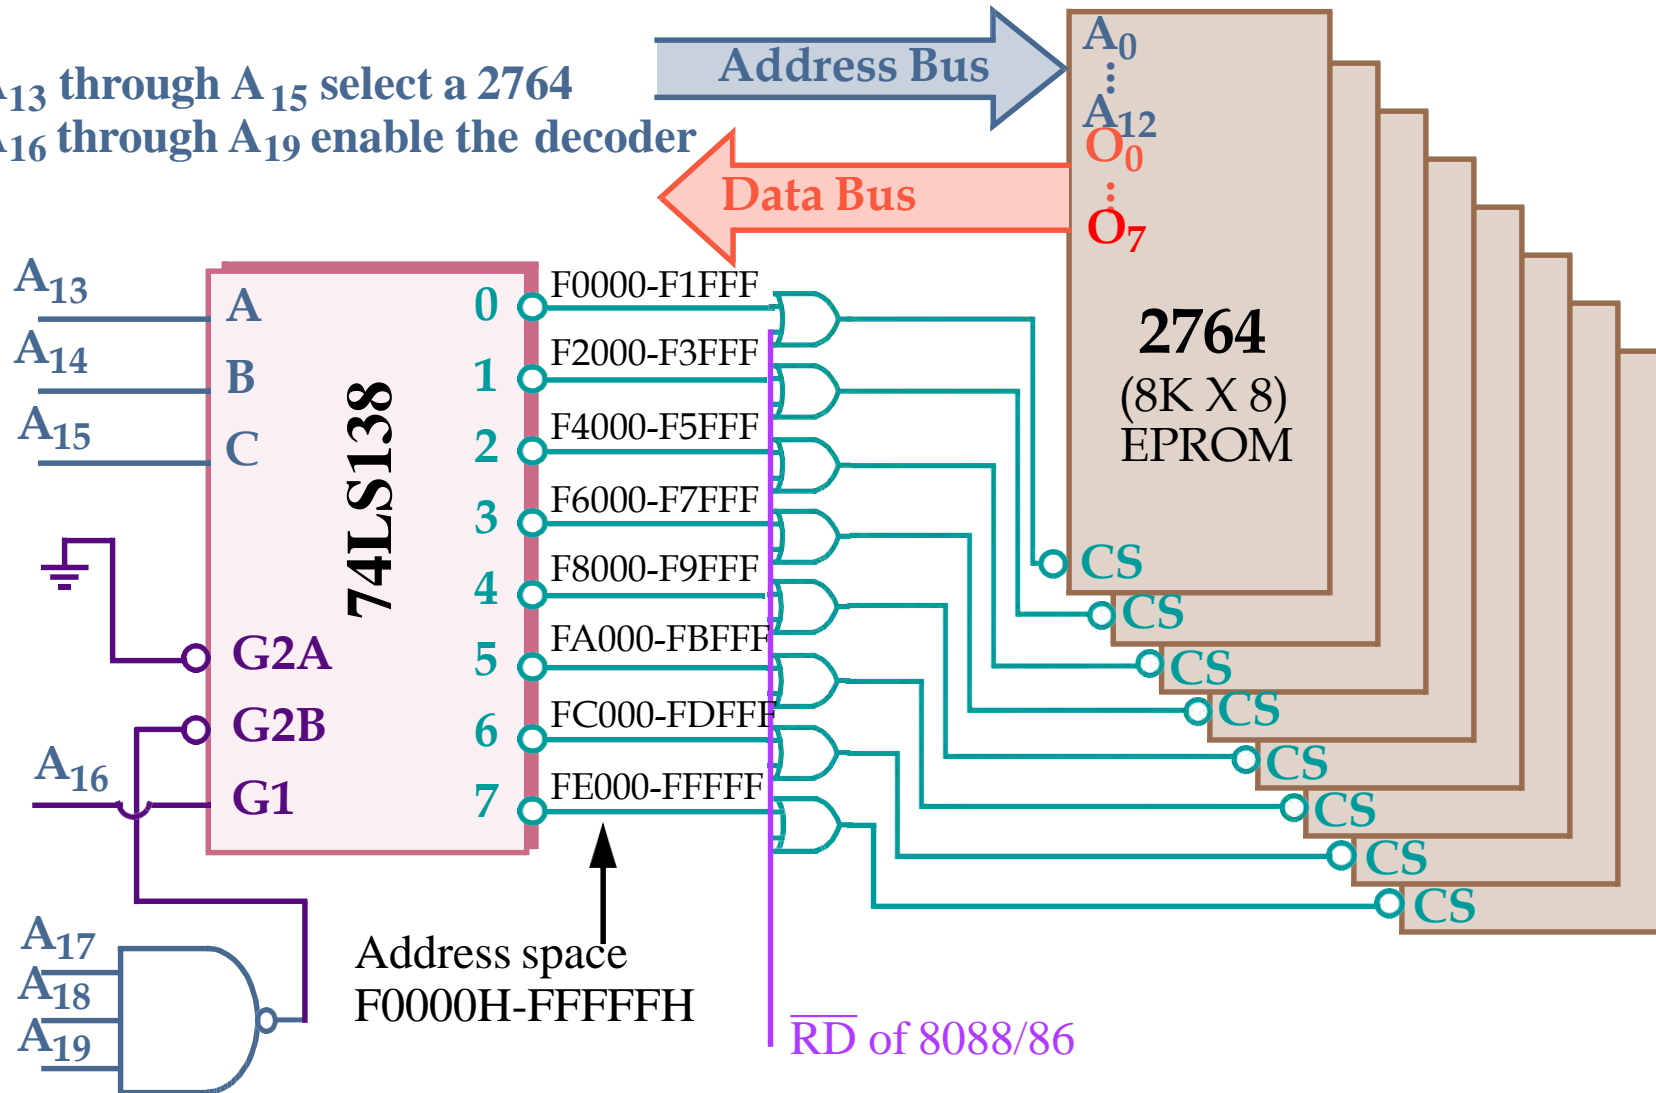 A13 through A15 select a 2764
A16 through A19 enable the decoder
Address Bus
Data Bus
A0
⋮
A12
O0
⋮
O7
2764
(8K X 8)
EPROM
A13
A14
A15
A
B
C
74LS138
G2A
G2B
G1
A16
A17
A18
A19
0
1
2
3
4
5
6
7
F0000-F1FFF
F2000-F3FFF
F4000-F5FFF
F6000-F7FFF
F8000-F9FFF
FA000-FBFFF
FC000-FDFFF
FE000-FFFFF
CS
CS
CS
CS
CS
CS
CS
CS
Address space
F0000H-FFFFFH
R̅D̅ of 8088/86